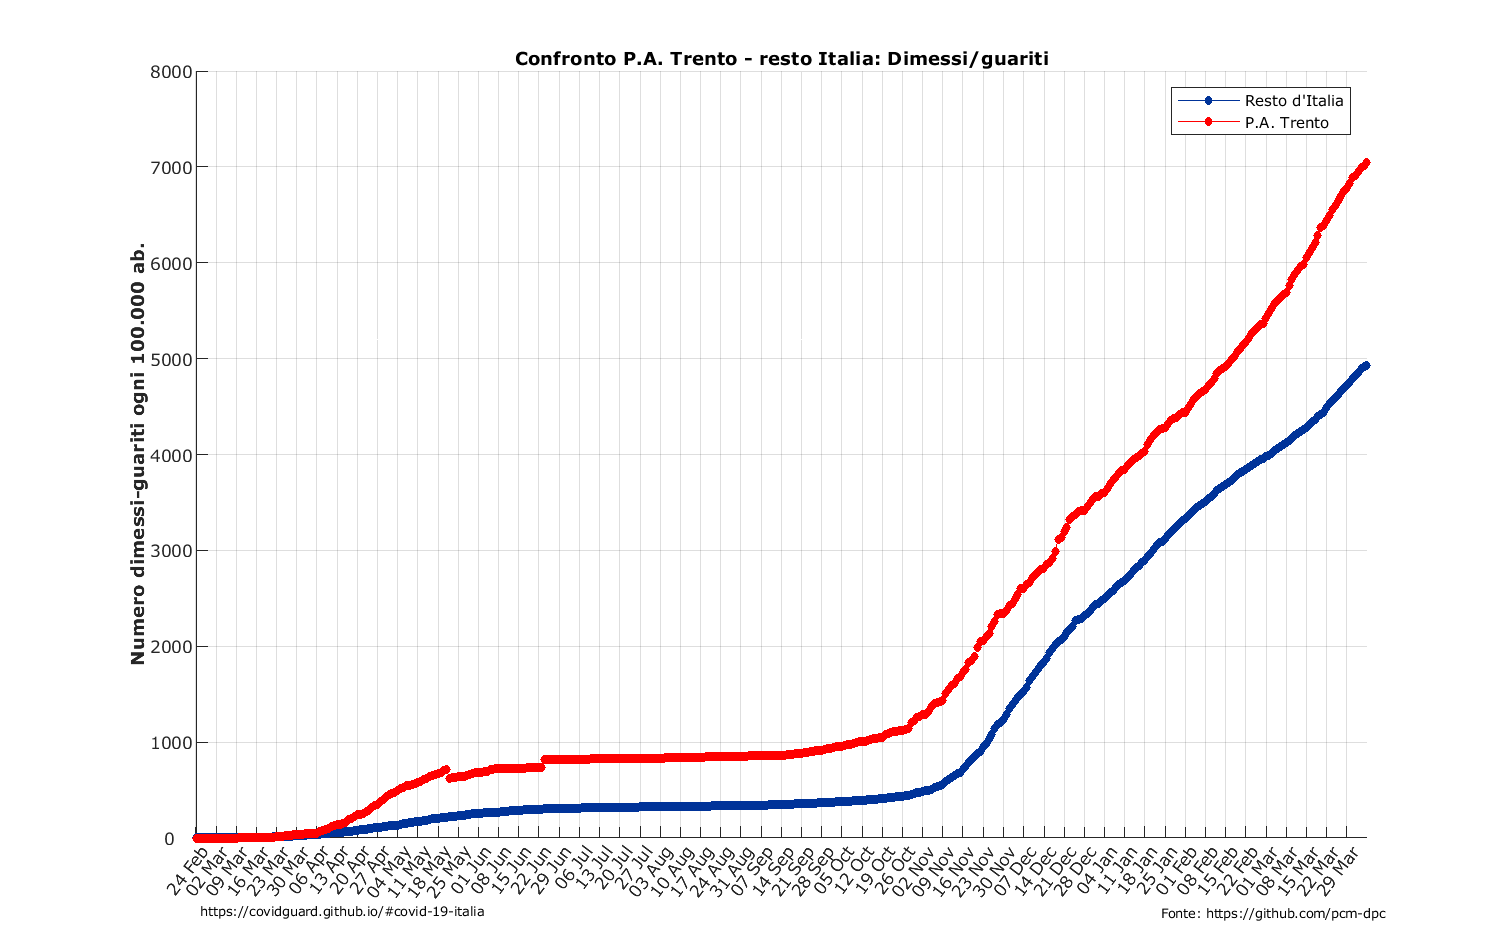 Confronto P.A. Trento - resto Italia: Dimessi/guariti
Resto d'Italia
P.A. Trento
Numero dimessi-guariti ogni 100.000 ab.
8000
7000
6000
5000
4000
3000
2000
1000
0
24 Feb
02 Mar
09 Mar
16 Mar
23 Mar
30 Mar
06 Apr
13 Apr
20 Apr
27 Apr
04 May
11 May
18 May
25 May
01 Jun
08 Jun
15 Jun
22 Jun
29 Jun
06 Jul
13 Jul
20 Jul
27 Jul
03 Aug
10 Aug
17 Aug
24 Aug
31 Aug
07 Sep
14 Sep
21 Sep
28 Sep
05 Oct
12 Oct
19 Oct
26 Oct
02 Nov
09 Nov
16 Nov
23 Nov
30 Nov
07 Dec
14 Dec
21 Dec
28 Dec
04 Jan
11 Jan
18 Jan
25 Jan
01 Feb
08 Feb
15 Feb
22 Feb
01 Mar
08 Mar
15 Mar
22 Mar
29 Mar
https://covidguard.github.io/#covid-19-italia
Fonte: https://github.com/pcm-dpc